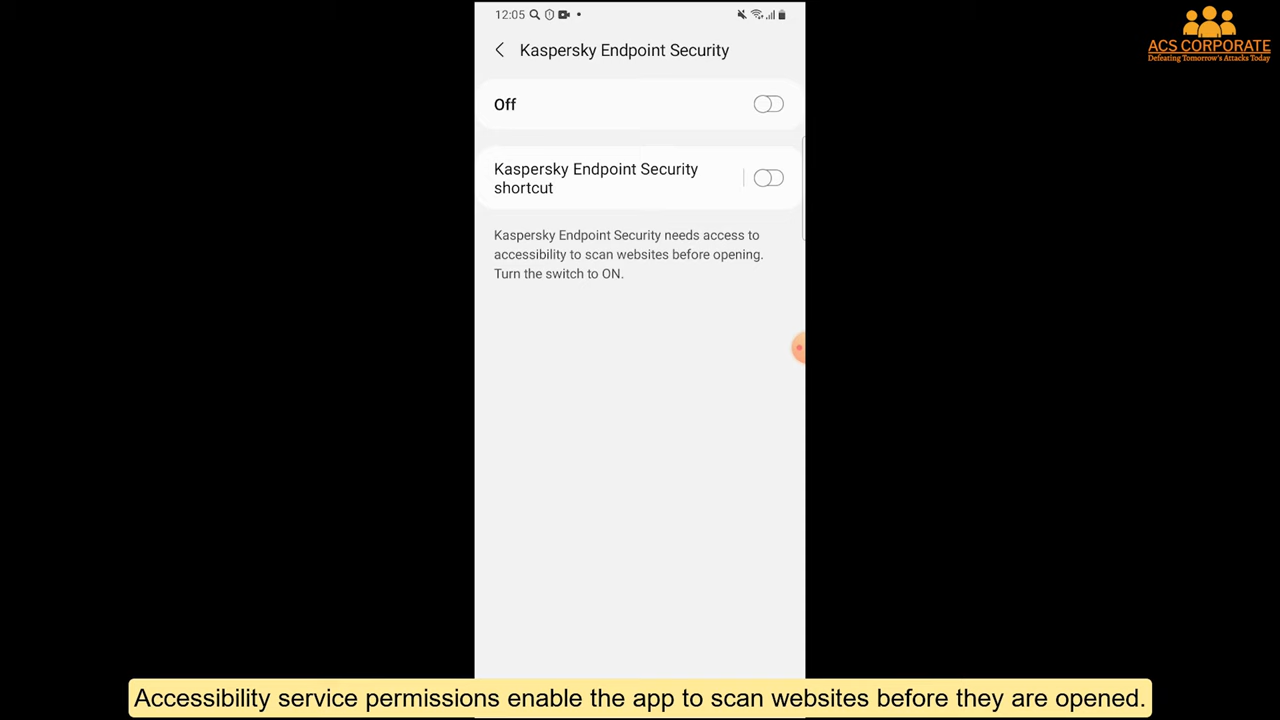 12:05
ACS CORPORATE
Defeating Tomorrow's Attacks Today
Kaspersky Endpoint Security
Off
Kaspersky Endpoint Security
shortcut
Kaspersky Endpoint Security needs access to
accessibility to scan websites before opening.
Turn the switch to ON.
Accessibility service permissions enable the app to scan websites before they are opened.